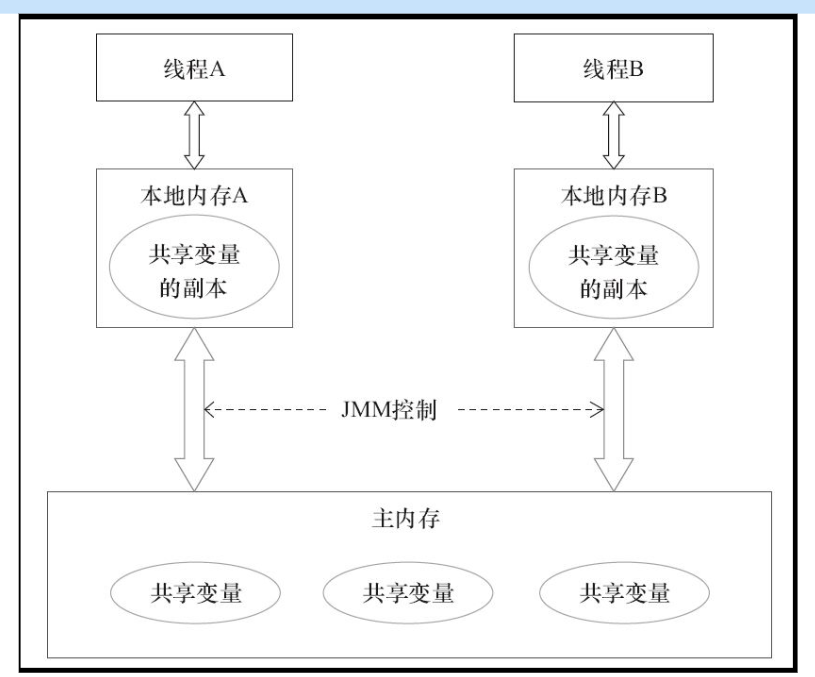 线程A
线程B
本地内存A
共享变量
的副本
本地内存B
共享变量
的副本
JMM控制
主内存
共享变量
共享变量
共享变量